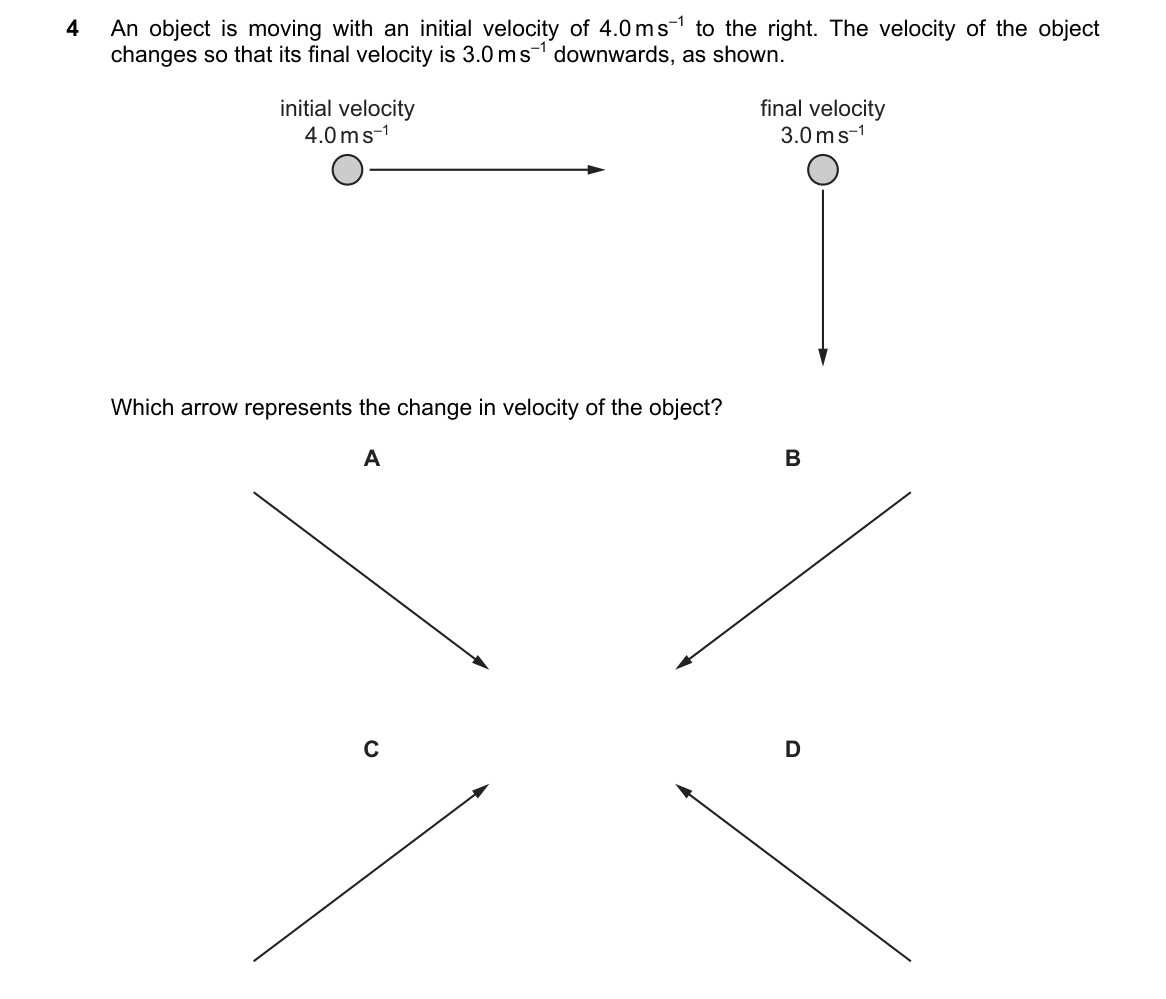 4 An object is moving with an initial velocity of 4.0 m s⁻¹ to the right. The velocity of the object
changes so that its final velocity is 3.0 m s⁻¹ downwards, as shown.
initial velocity
4.0 m s⁻¹
final velocity
3.0 m s⁻¹
Which arrow represents the change in velocity of the object?
A
B
C
D